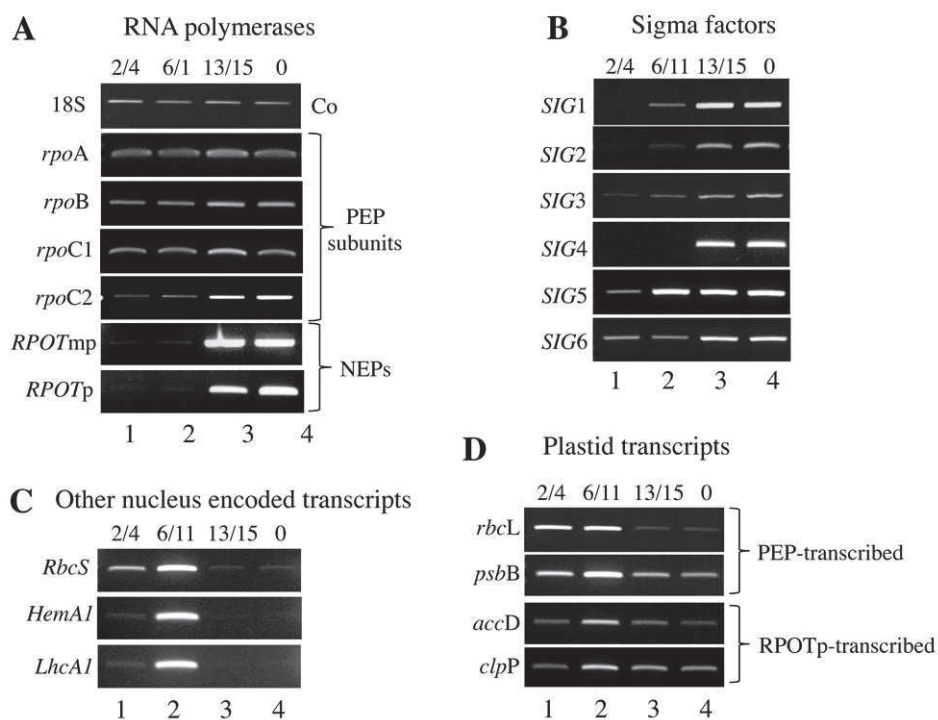 A RNA polymerases
2/4 6/1 13/15 0
18S Co
rpoA
rpoB
rpoC1
rpoC2
PEP
subunits
RPOTmp
RPOTp
NEPs
1 2 3 4
B Sigma factors
2/4 6/11 13/15 0
SIG1
SIG2
SIG3
SIG4
SIG5
SIG6
1 2 3 4
C Other nucleus encoded transcripts
2/4 6/11 13/15 0
RbcS
HemA1
LhcA1
1 2 3 4
D Plastid transcripts
2/4 6/11 13/15 0
rbcL
psbB
PEP-transcribed
accD
clpP
RPOTp-transcribed
1 2 3 4